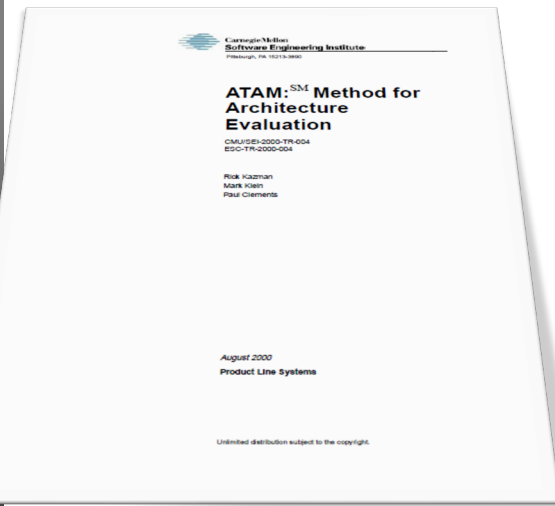 CarnegieMellon
Software Engineering Institute
Pittsburgh, PA 15213-3890
ATAM:SM Method for
Architecture
Evaluation
CMU/SEI-2000-TR-004
ESC-TR-2000-004
Rick Kazman
Mark Klein
Paul Clements
August 2000
Product Line Systems
Unlimited distribution subject to the copyright.